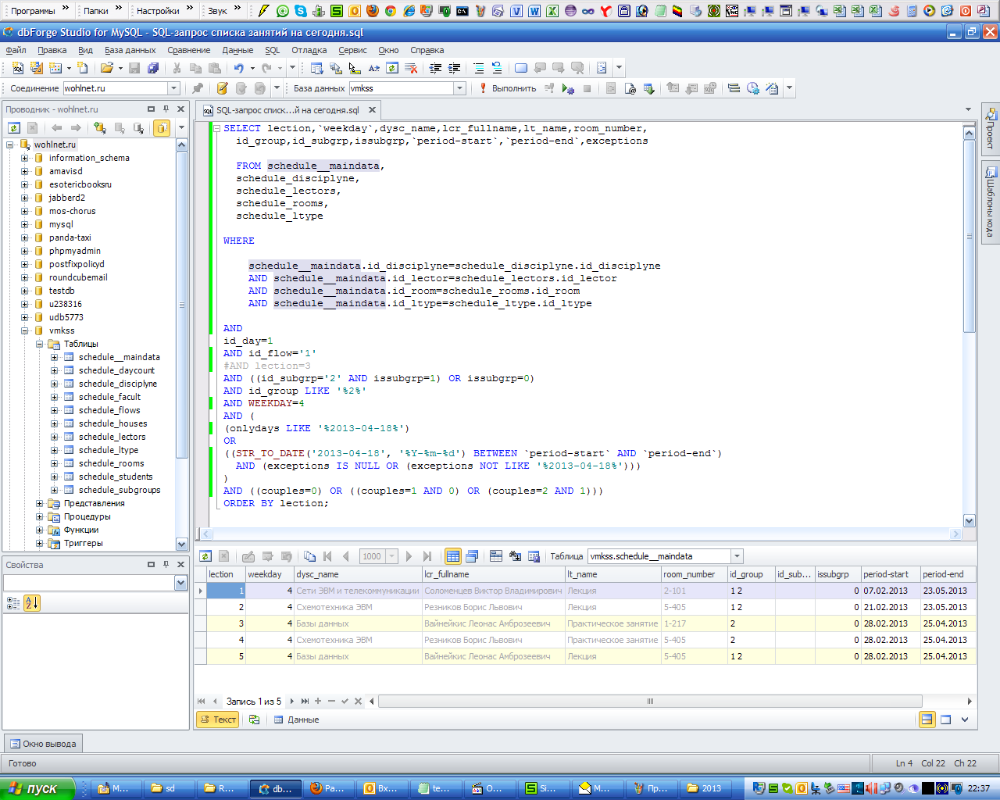 Программы »
Папки »
Настройки »
Звук »
dbForge Studio for MySQL - SQL-запрос списка занятий на сегодня.sql
Файл Правка Вид База данных Сравнение Данные SQL Отладка Сервис Окно Справка
Соединение wohlnet.ru
База данных vmkss
Выполнить
Проводник - wohlnet.ru
wohlnet.ru
information_schema
amavisd
esotericbooksru
jabberd2
mos-chorus
mysql
panda-taxi
phpmyadmin
postfixpolicyd
roundcubemail
testdb
u238316
udb5773
vmkss
Таблицы
schedule__maindata
schedule_daycount
schedule_disciplyne
schedule_facult
schedule_flows
schedule_houses
schedule_lectors
schedule_ltype
schedule_rooms
schedule_students
schedule_subgroups
Представления
Процедуры
Функции
Триггеры
Свойства
SQL-запрос списк...й на сегодня.sql
SELECT lection,`weekday`,dysc_name,lcr_fullname,lt_name,room_number,
id_group,id_subgrp,issubgrp,`period-start`,`period-end`,exceptions
FROM schedule__maindata,
schedule_disciplyne,
schedule_lectors,
schedule_rooms,
schedule_ltype
WHERE
schedule__maindata.id_disciplyne=schedule_disciplyne.id_disciplyne
AND schedule__maindata.id_lector=schedule_lectors.id_lector
AND schedule__maindata.id_room=schedule_rooms.id_room
AND schedule__maindata.id_ltype=schedule_ltype.id_ltype
AND
id_day=1
AND id_flow='1'
#AND lection=3
AND ((id_subgrp='2' AND issubgrp=1) OR issubgrp=0)
AND id_group LIKE '%2%'
AND WEEKDAY=4
AND (
(onlydays LIKE '%2013-04-18%')
OR
((STR_TO_DATE('2013-04-18', '%Y-%m-%d') BETWEEN `period-start` AND `period-end`)
AND (exceptions IS NULL OR (exceptions NOT LIKE '%2013-04-18%')))
)
AND ((couples=0) OR ((couples=1 AND 0) OR (couples=2 AND 1)))
ORDER BY lection;
1000
Таблица vmkss.schedule__maindata
lection weekday dysc_name lcr_fullname lt_name room_number id_group id_sub... issubgrp period-start period-end
1 4 Сети ЭВМ и телекоммуникации Соломенцев Виктор Владимирович Лекция 2-101 1 2 0 07.02.2013 23.05.2013
2 4 Схемотехника ЭВМ Резников Борис Львович Лекция 5-405 1 2 0 21.02.2013 23.05.2013
3 4 Базы данных Вайнейкис Леонас Амброзеевич Практическое занятие 1-217 2 0 28.02.2013 25.04.2013
4 4 Схемотехника ЭВМ Резников Борис Львович Практическое занятие 5-405 2 0 28.02.2013 25.04.2013
5 4 Базы данных Вайнейкис Леонас Амброзеевич Лекция 5-405 1 2 0 28.02.2013 25.04.2013
Запись 1 из 5
Текст
Данные
Проект
Шаблоны кода
Окно вывода
Готово
Ln 4 Col 22 Ch 22
пуск
M...
sd
R...
db...
Pa...
Bx...
te...
O...
Si...
M...
Пр...
2013
22:37